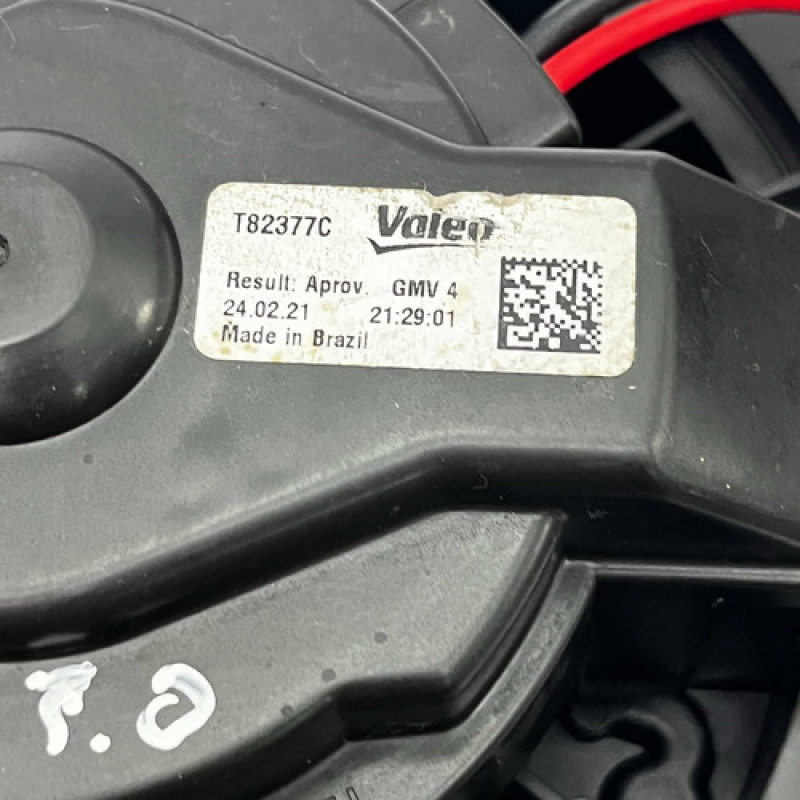 T82377C Valeo
Result: Aprov. GMV 4
24.02.21 21:29:01
Made in Brazil